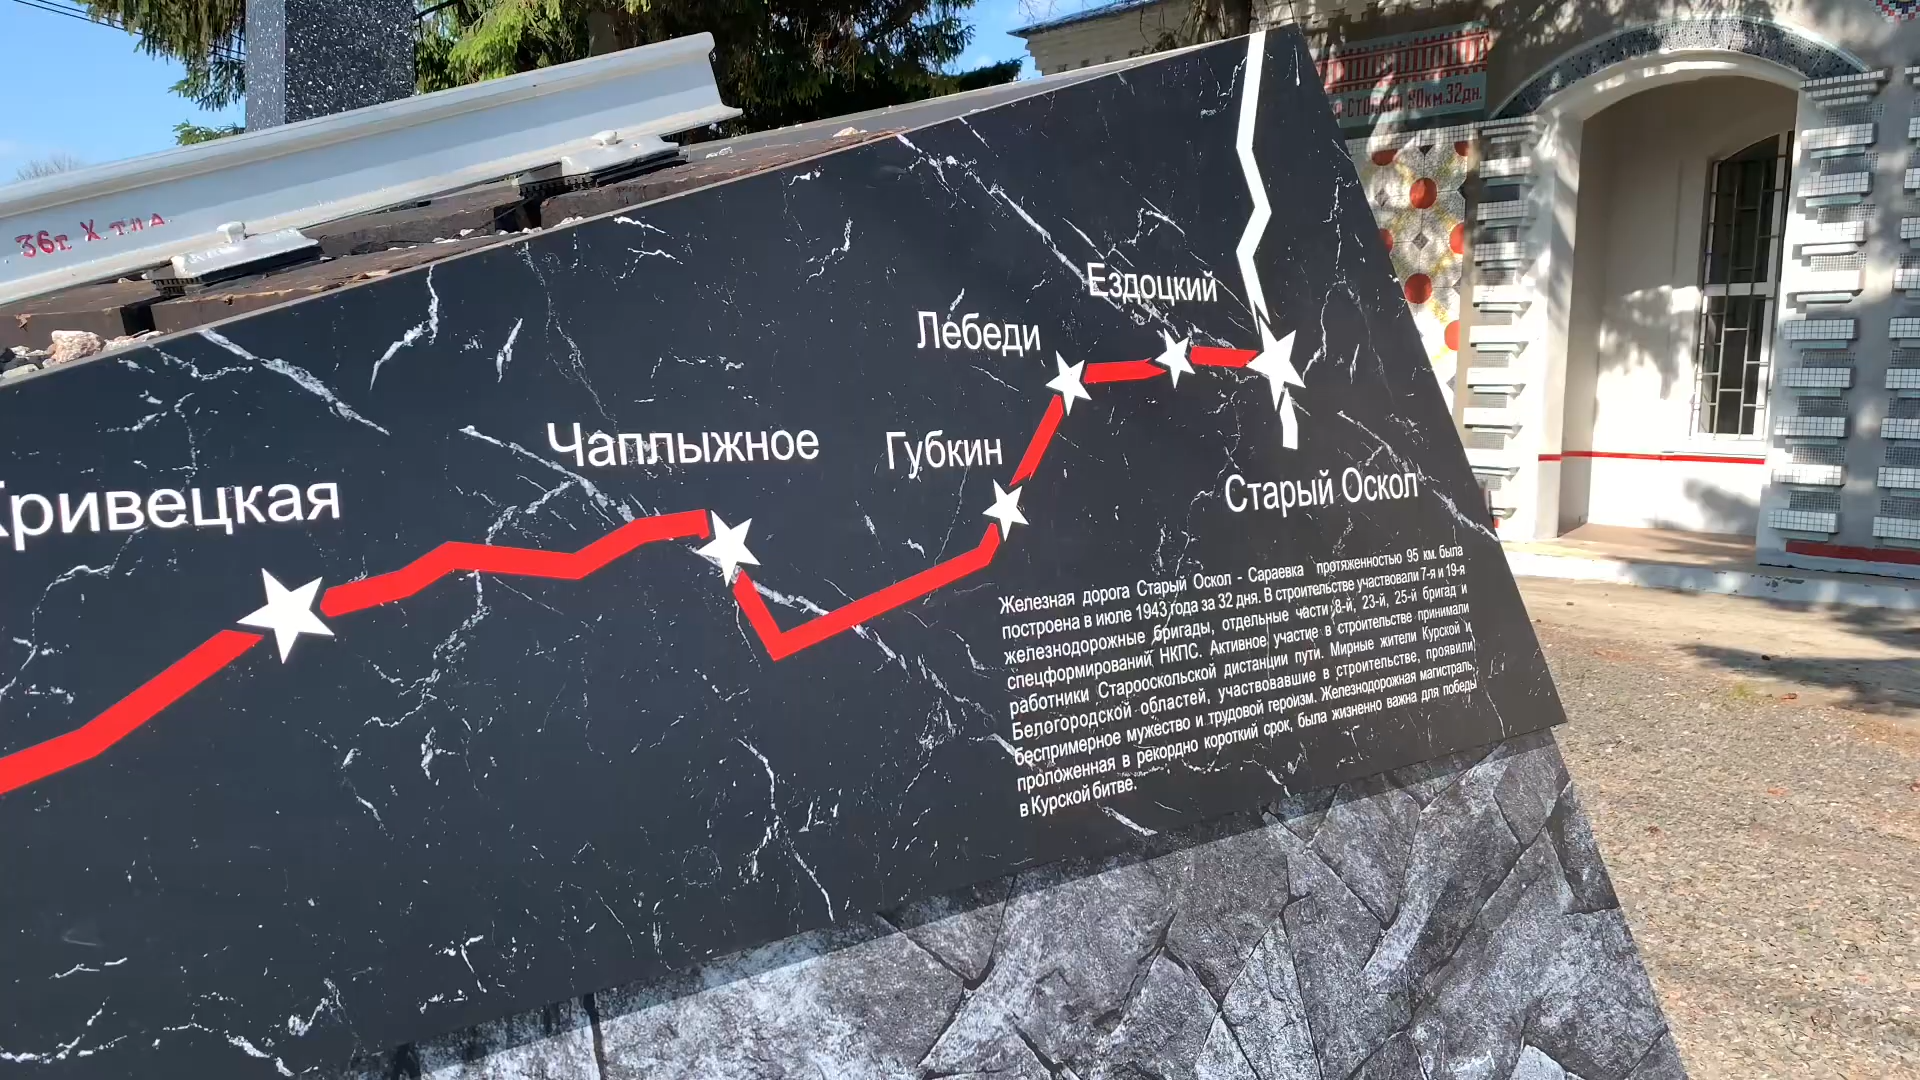 36г. X т.п.д.
90км.32дн.
Ездоцкий
Лебеди
Чаплыжное
Губкин
Кривецкая
Старый Оскол
Железная дорога Старый Оскол - Сараевка протяженностью 95 км. была
построена в июле 1943 года за 32 дня. В строительстве участвовали 7-я и 19-я
железнодорожные бригады, отдельные части 8-й, 23-й, 25-й бригад и
спецформирований НКПС. Активное участие в строительстве принимали
работники Старооскольской дистанции пути. Мирные жители Курской и
Белогородской областей, участвовавшие в строительстве, проявили
беспримерное мужество и трудовой героизм. Железнодорожная магистраль,
проложенная в рекордно короткий срок, была жизненно важна для победы
в Курской битве.